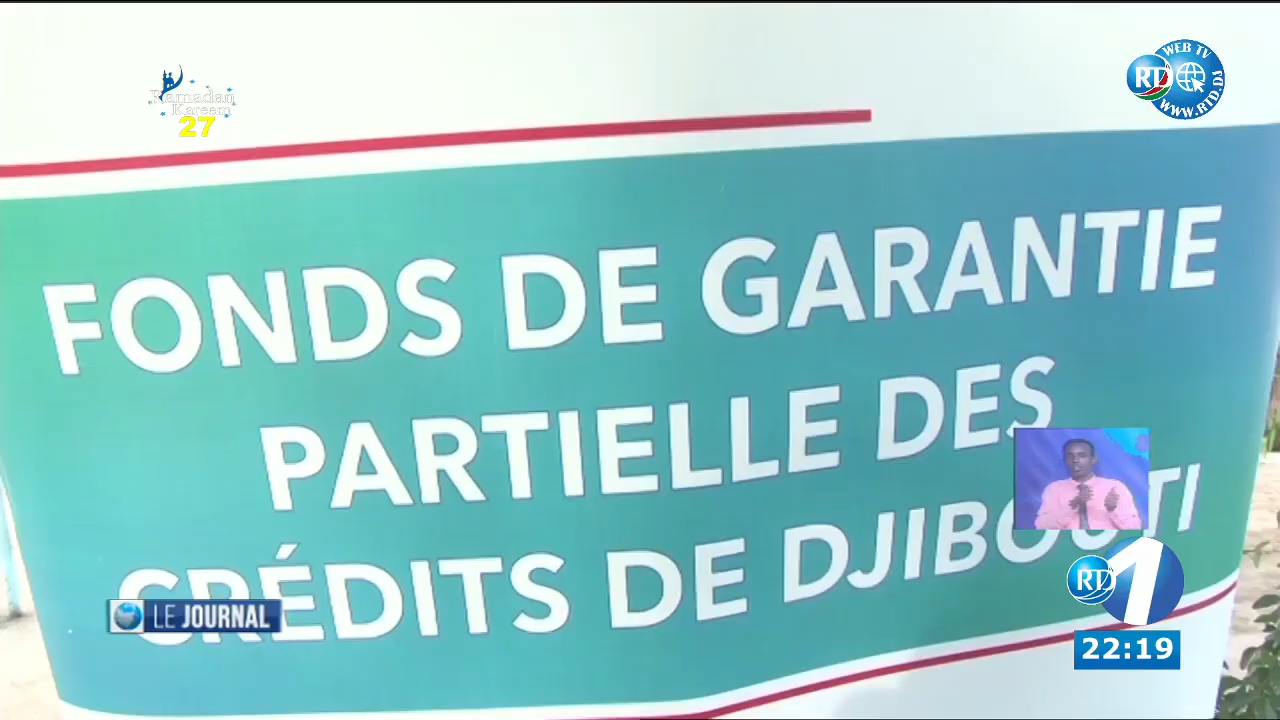 Ramadan
Kareem
27
WEB TV
RTD
WWW.RTD.DJ
FONDS DE GARANTIE
PARTIELLE DES
CRÉDITS DE DJIBOUTI
LE JOURNAL
RTD
1
22:19